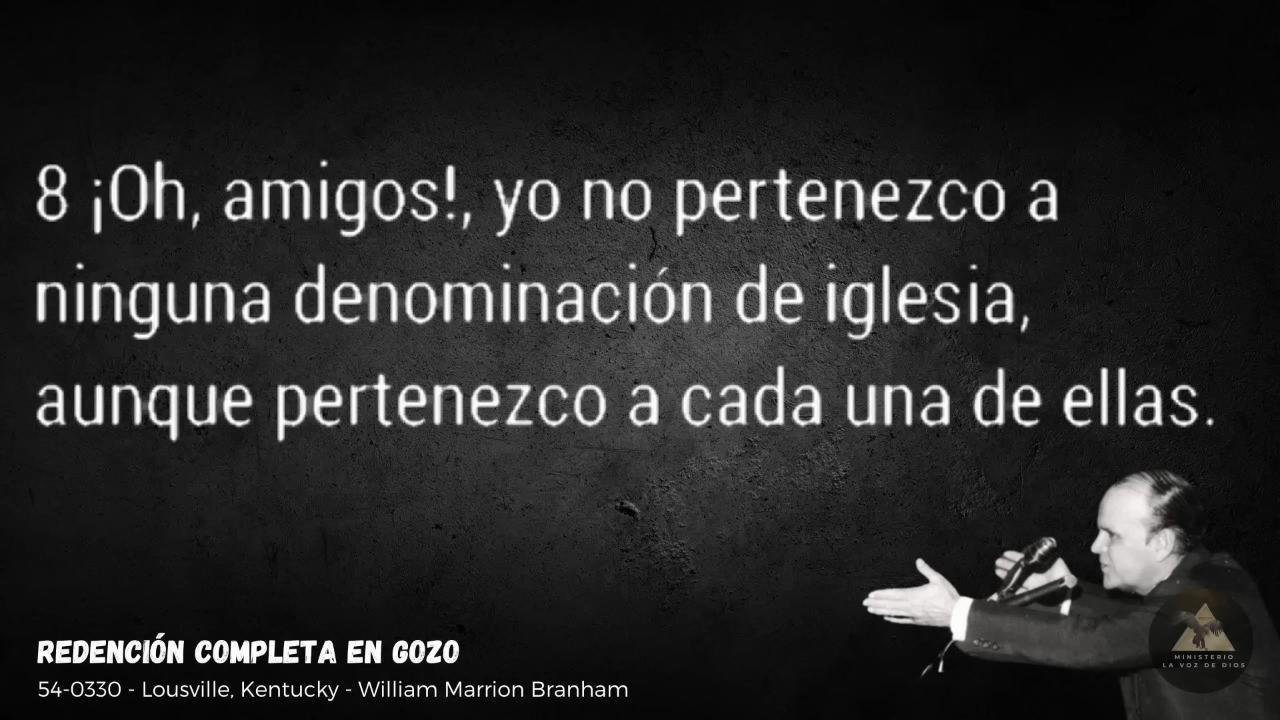 8 ¡Oh, amigos!, yo no pertenezco a
ninguna denominación de iglesia,
aunque pertenezco a cada una de ellas.
REDENCIÓN COMPLETA EN GOZO
54-0330 - Lousville, Kentucky - William Marrion Branham
MINISTERIO
LA VOZ DE DIOS